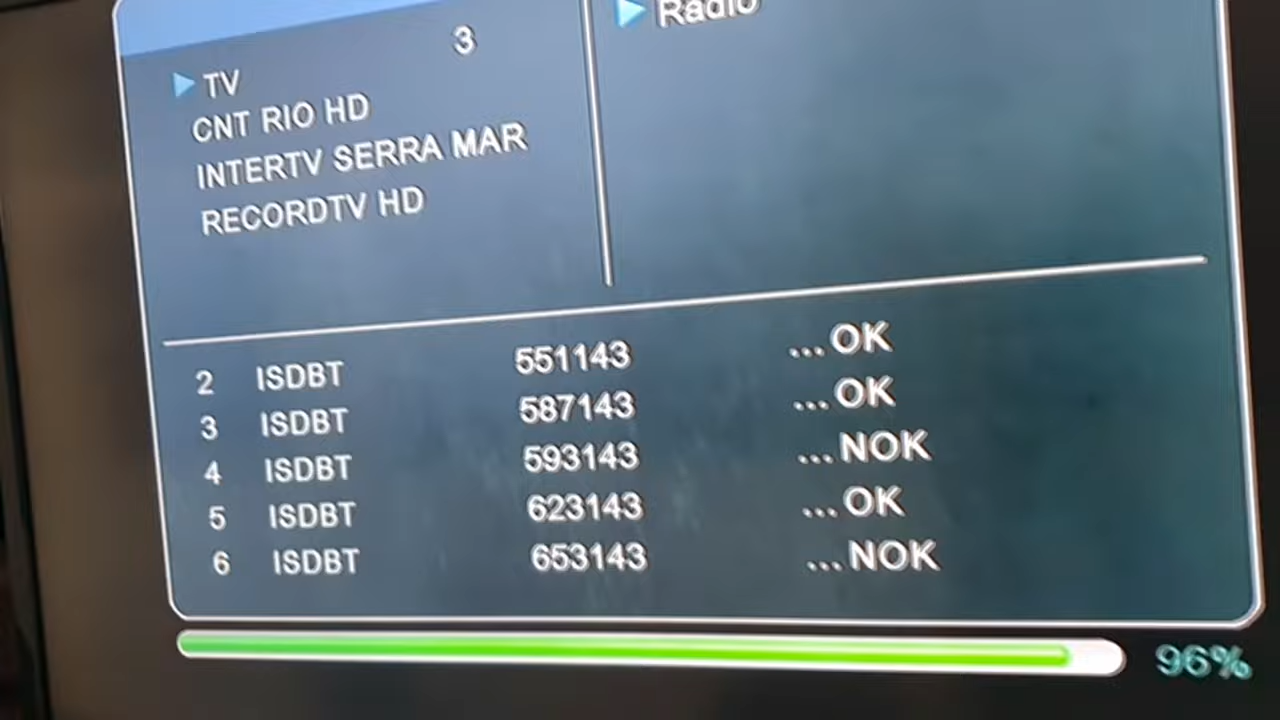 3
Radio
TV
CNT RIO HD
INTERTV SERRA MAR
RECORDTV HD
2 ISDBT 551143 ...OK
3 ISDBT 587143 ...OK
4 ISDBT 593143 ...NOK
5 ISDBT 623143 ...OK
6 ISDBT 653143 ...NOK
96%